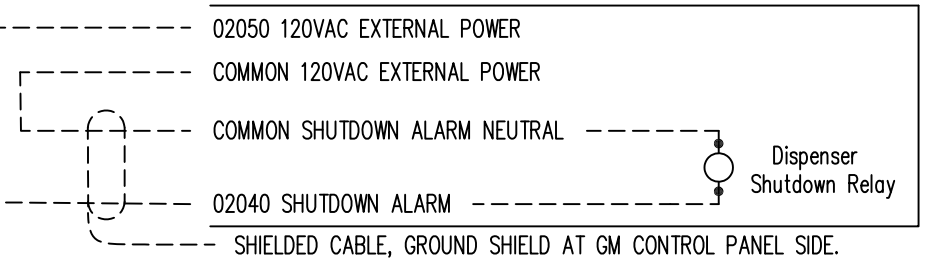 02050 120VAC EXTERNAL POWER
COMMON 120VAC EXTERNAL POWER
COMMON SHUTDOWN ALARM NEUTRAL
Dispenser
Shutdown Relay
02040 SHUTDOWN ALARM
SHIELDED CABLE, GROUND SHIELD AT GM CONTROL PANEL SIDE.